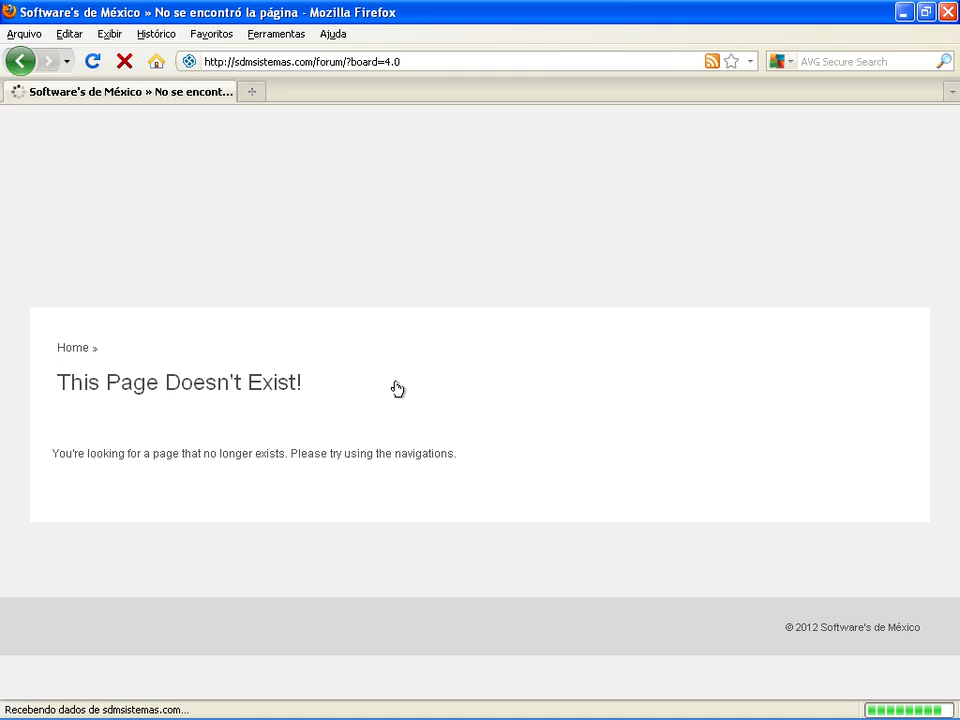 Software's de México » No se encontró la página - Mozilla Firefox
Arquivo Editar Exibir Histórico Favoritos Ferramentas Ajuda
http://sdmsistemas.com/forum/?board=4.0 AVG Secure Search
Software's de México » No se encont...
Home »
This Page Doesn't Exist!
You're looking for a page that no longer exists. Please try using the navigations.
© 2012 Software's de México
Recebendo dados de sdmsistemas.com...